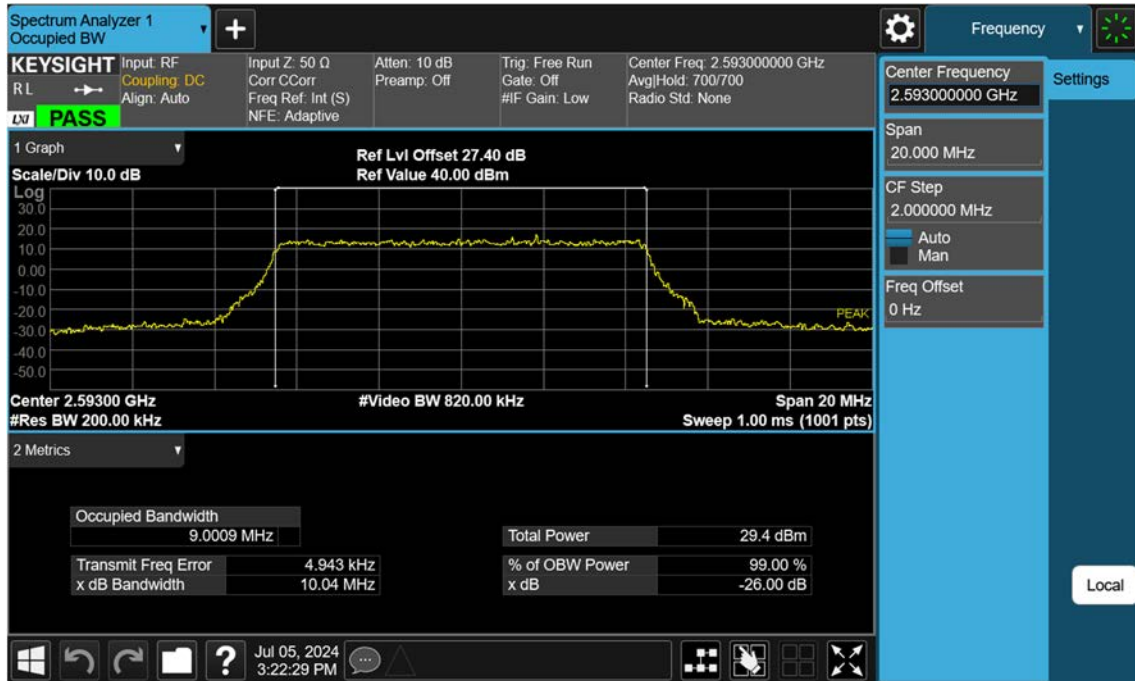 Spectrum Analyzer 1
Occupied BW
+
Frequency
KEYSIGHT
R L
LXI
PASS
Input: RF
Coupling: DC
Align: Auto
Input Z: 50 Ω
Corr CCorr
Freq Ref: Int (S)
NFE: Adaptive
Atten: 10 dB
Preamp: Off
Trig: Free Run
Gate: Off
#IF Gain: Low
Center Freq: 2.593000000 GHz
Avg|Hold: 700/700
Radio Std: None
1 Graph
Scale/Div 10.0 dB
Ref Lvl Offset 27.40 dB
Ref Value 40.00 dBm
Log
30.0
20.0
10.0
0.00
-10.0
-20.0
-30.0
-40.0
-50.0
PEAK
Center 2.59300 GHz
#Res BW 200.00 kHz
#Video BW 820.00 kHz
Span 20 MHz
Sweep 1.00 ms (1001 pts)
2 Metrics
Occupied Bandwidth
9.0009 MHz
Transmit Freq Error 4.943 kHz
x dB Bandwidth 10.04 MHz
Total Power 29.4 dBm
% of OBW Power 99.00 %
x dB -26.00 dB
Center Frequency
2.593000000 GHz
Span
20.000 MHz
CF Step
2.000000 MHz
Auto
Man
Freq Offset
0 Hz
Settings
Local
?
Jul 05, 2024
3:22:29 PM